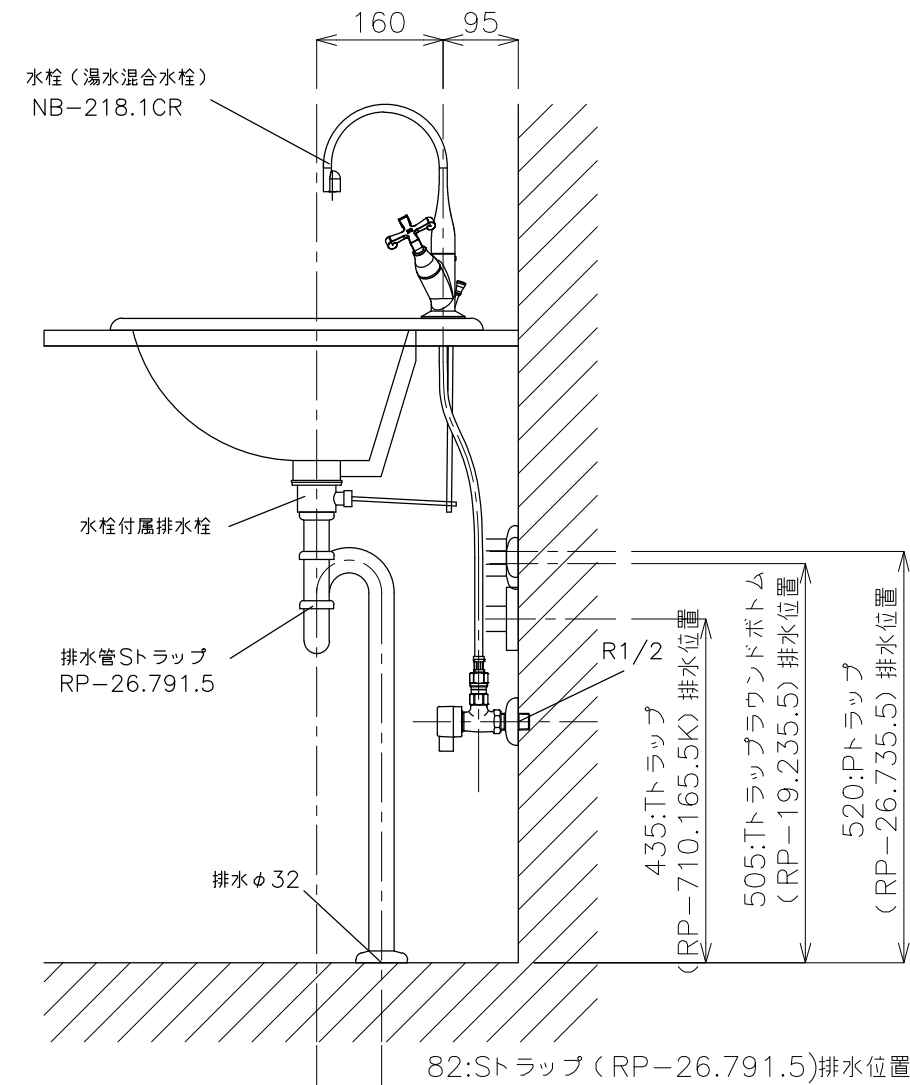 160
95
水栓（湯水混合水栓）
NB-218.1CR
水栓付属排水栓
排水管Sトラップ
RP-26.791.5
R1/2
435:Tトラップ
(RP-710.165.5K) 排水位置
505:Tトラップラウンドボトム
(RP-19.235.5) 排水位置
520:Pトラップ
(RP-26.735.5) 排水位置
排水φ32
82:Sトラップ (RP-26.791.5)排水位置